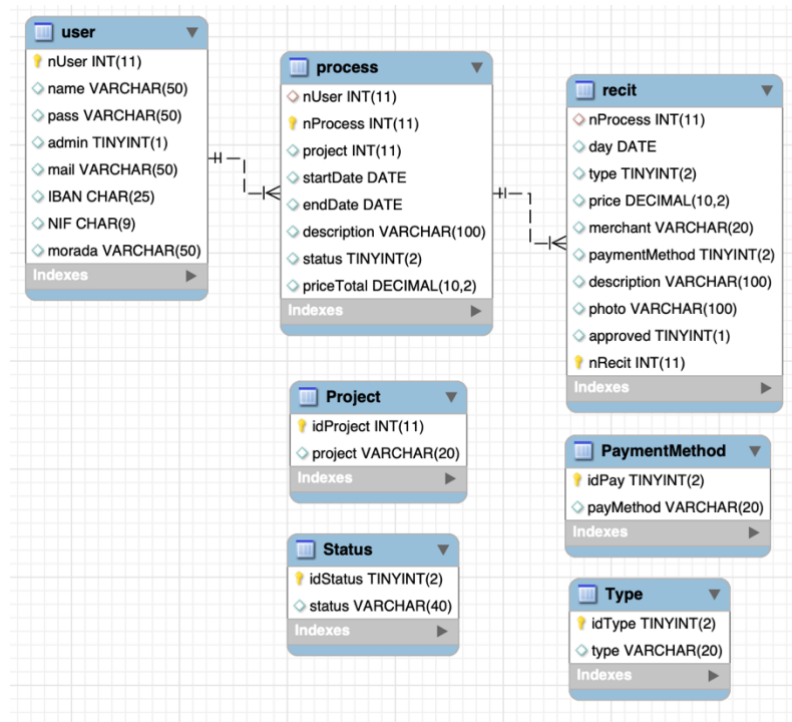 user
nUser INT(11)
name VARCHAR(50)
pass VARCHAR(50)
admin TINYINT(1)
mail VARCHAR(50)
IBAN CHAR(25)
NIF CHAR(9)
morada VARCHAR(50)
Indexes
process
nUser INT(11)
nProcess INT(11)
project INT(11)
startDate DATE
endDate DATE
description VARCHAR(100)
status TINYINT(2)
priceTotal DECIMAL(10,2)
Indexes
recit
nProcess INT(11)
day DATE
type TINYINT(2)
price DECIMAL(10,2)
merchant VARCHAR(20)
paymentMethod TINYINT(2)
description VARCHAR(100)
photo VARCHAR(100)
approved TINYINT(1)
nRecit INT(11)
Indexes
Project
idProject INT(11)
project VARCHAR(20)
Indexes
PaymentMethod
idPay TINYINT(2)
payMethod VARCHAR(20)
Indexes
Status
idStatus TINYINT(2)
status VARCHAR(40)
Indexes
Type
idType TINYINT(2)
type VARCHAR(20)
Indexes